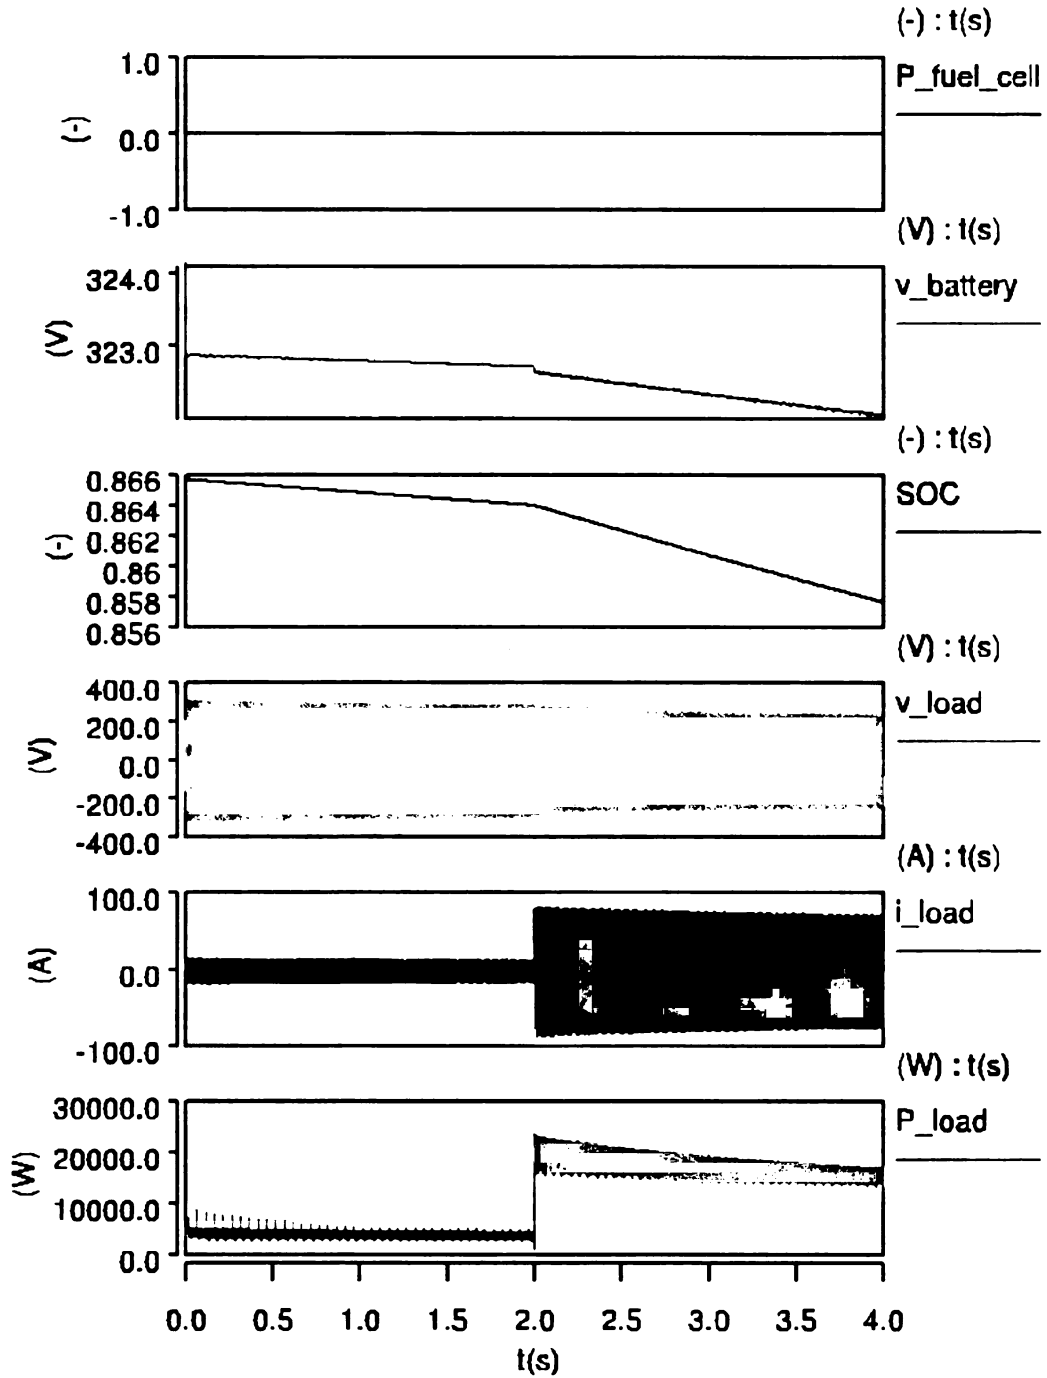 (-) : t(s)
P_fuel_cell
1.0
0.0
-1.0
(-)
(V) : t(s)
v_battery
324.0
323.0
(V)
(-) : t(s)
SOC
0.866
0.864
0.862
0.86
0.858
0.856
(-)
(V) : t(s)
v_load
400.0
200.0
0.0
-200.0
-400.0
(V)
(A) : t(s)
i_load
100.0
0.0
-100.0
(A)
(W) : t(s)
P_load
30000.0
20000.0
10000.0
0.0
(W)
0.0 0.5 1.0 1.5 2.0 2.5 3.0 3.5 4.0
t(s)